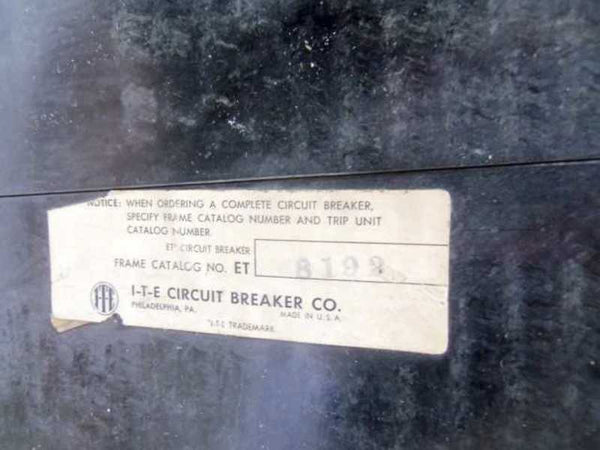 NOTICE: WHEN ORDERING A COMPLETE CIRCUIT BREAKER,
SPECIFY FRAME CATALOG NUMBER AND TRIP UNIT
CATALOG NUMBER
ET* CIRCUIT BREAKER
FRAME CATALOG NO. ET 8199
I-T-E CIRCUIT BREAKER CO.
PHILADELPHIA, PA. MADE IN U.S.A.
*I-T-E TRADEMARK